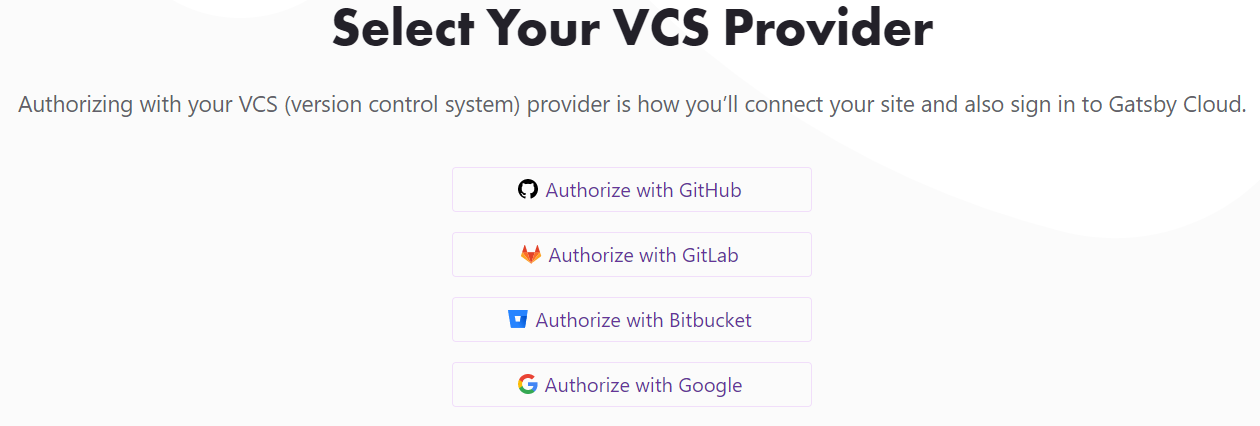 Select Your VCS Provider
Authorizing with your VCS (version control system) provider is how you’ll connect your site and also sign in to Gatsby Cloud.
Authorize with GitHub
Authorize with GitLab
Authorize with Bitbucket
Authorize with Google